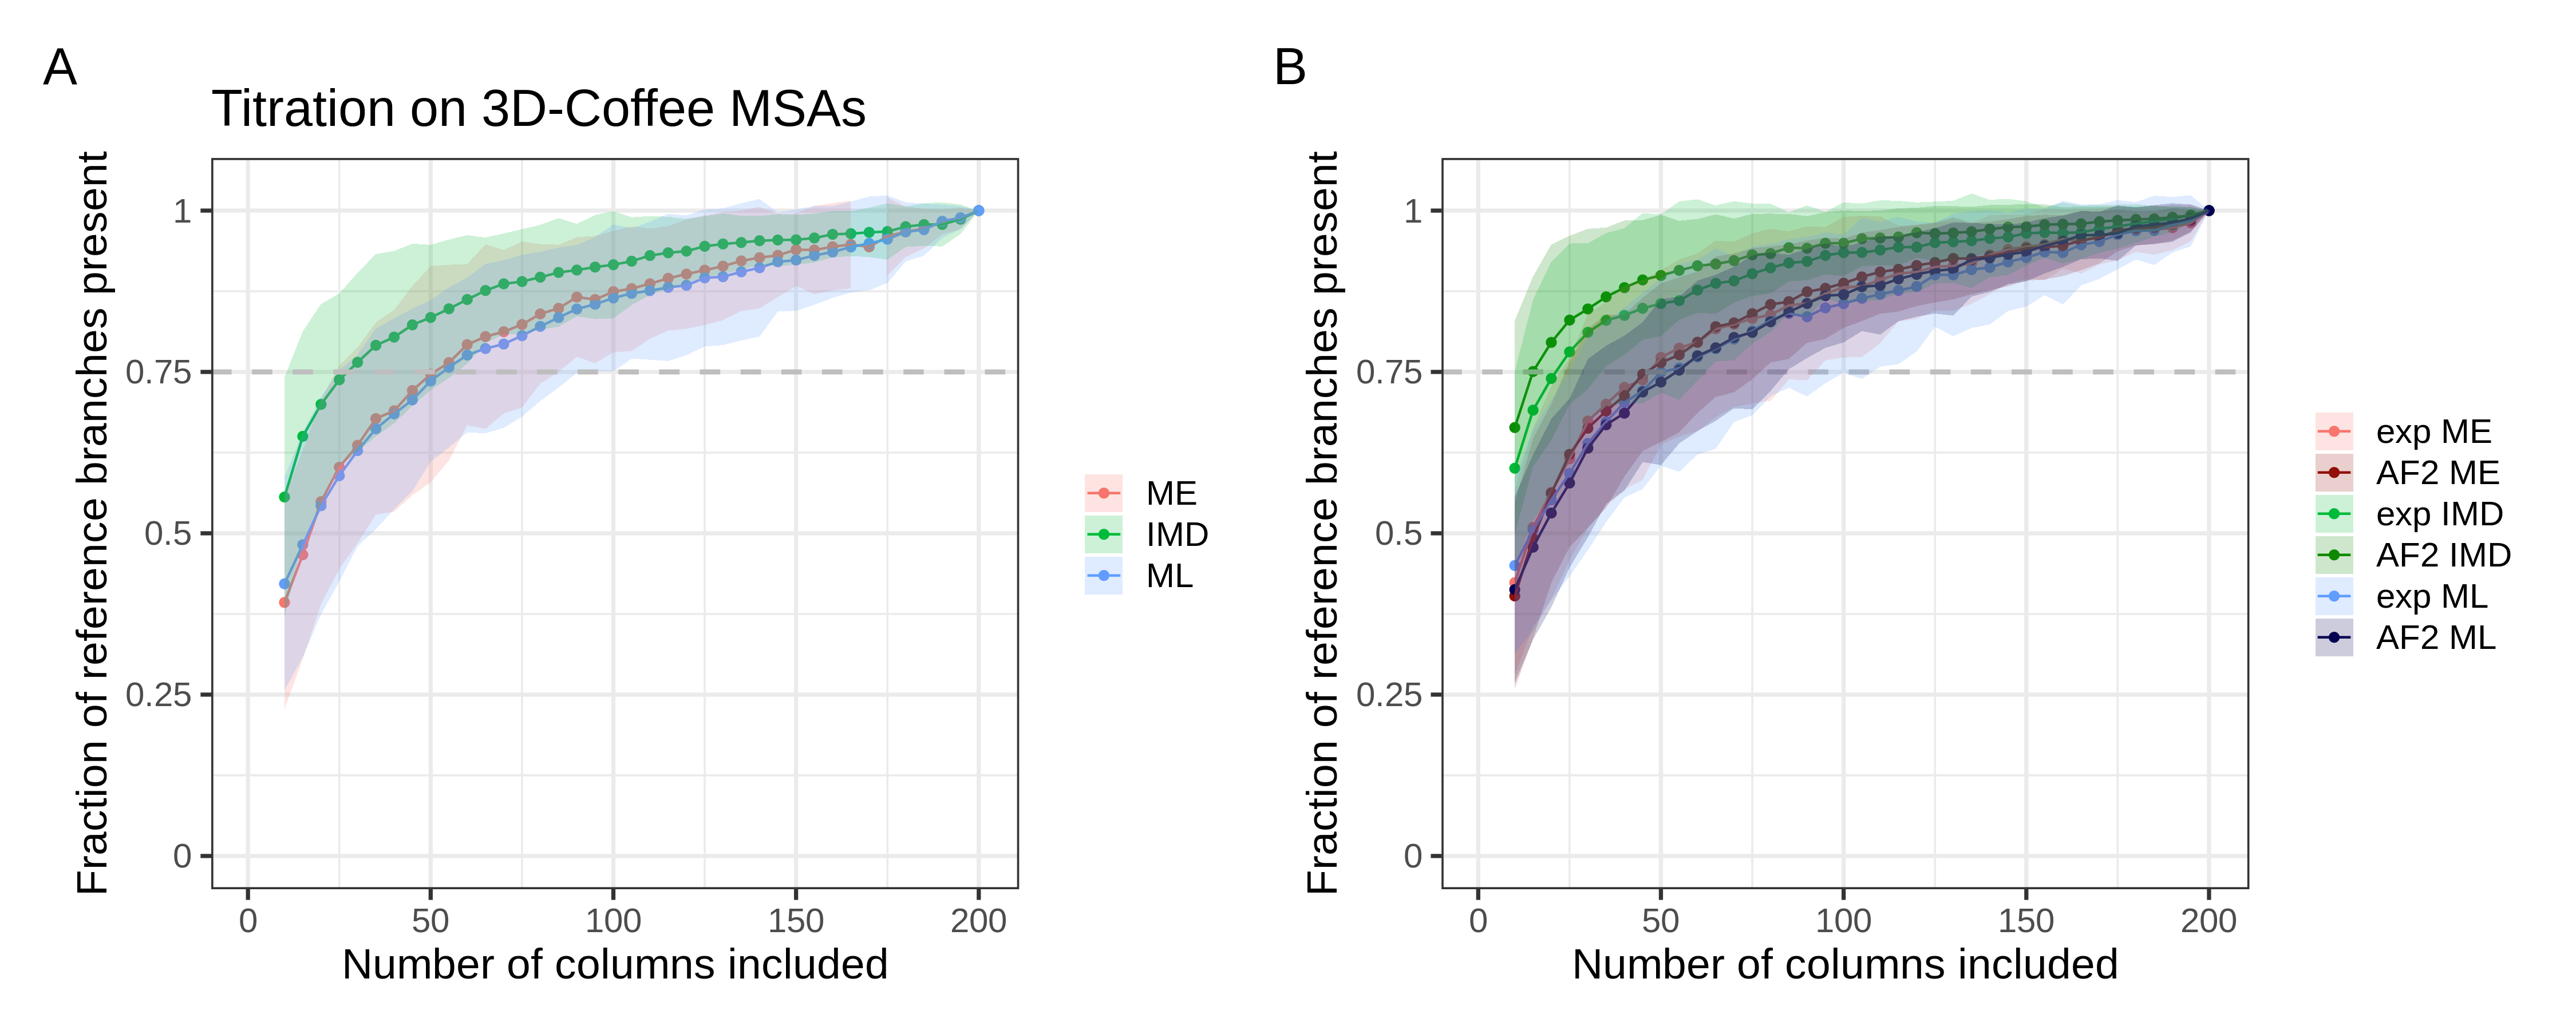 A
Titration on 3D-Coffee MSAs
Fraction of reference branches present
1
0.75
0.5
0.25
0
0 50 100 150 200
Number of columns included
ME
IMD
ML
B
Fraction of reference branches present
1
0.75
0.5
0.25
0
0 50 100 150 200
Number of columns included
exp ME
AF2 ME
exp IMD
AF2 IMD
exp ML
AF2 ML